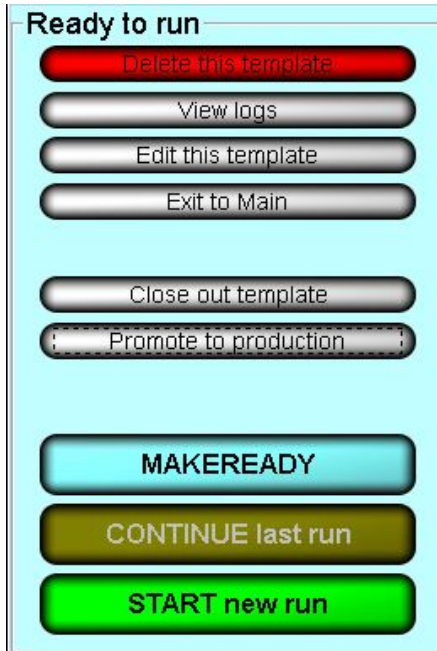 Ready to run
Delete this template
View logs
Edit this template
Exit to Main
Close out template
Promote to production
MAKEREADY
CONTINUE last run
START new run